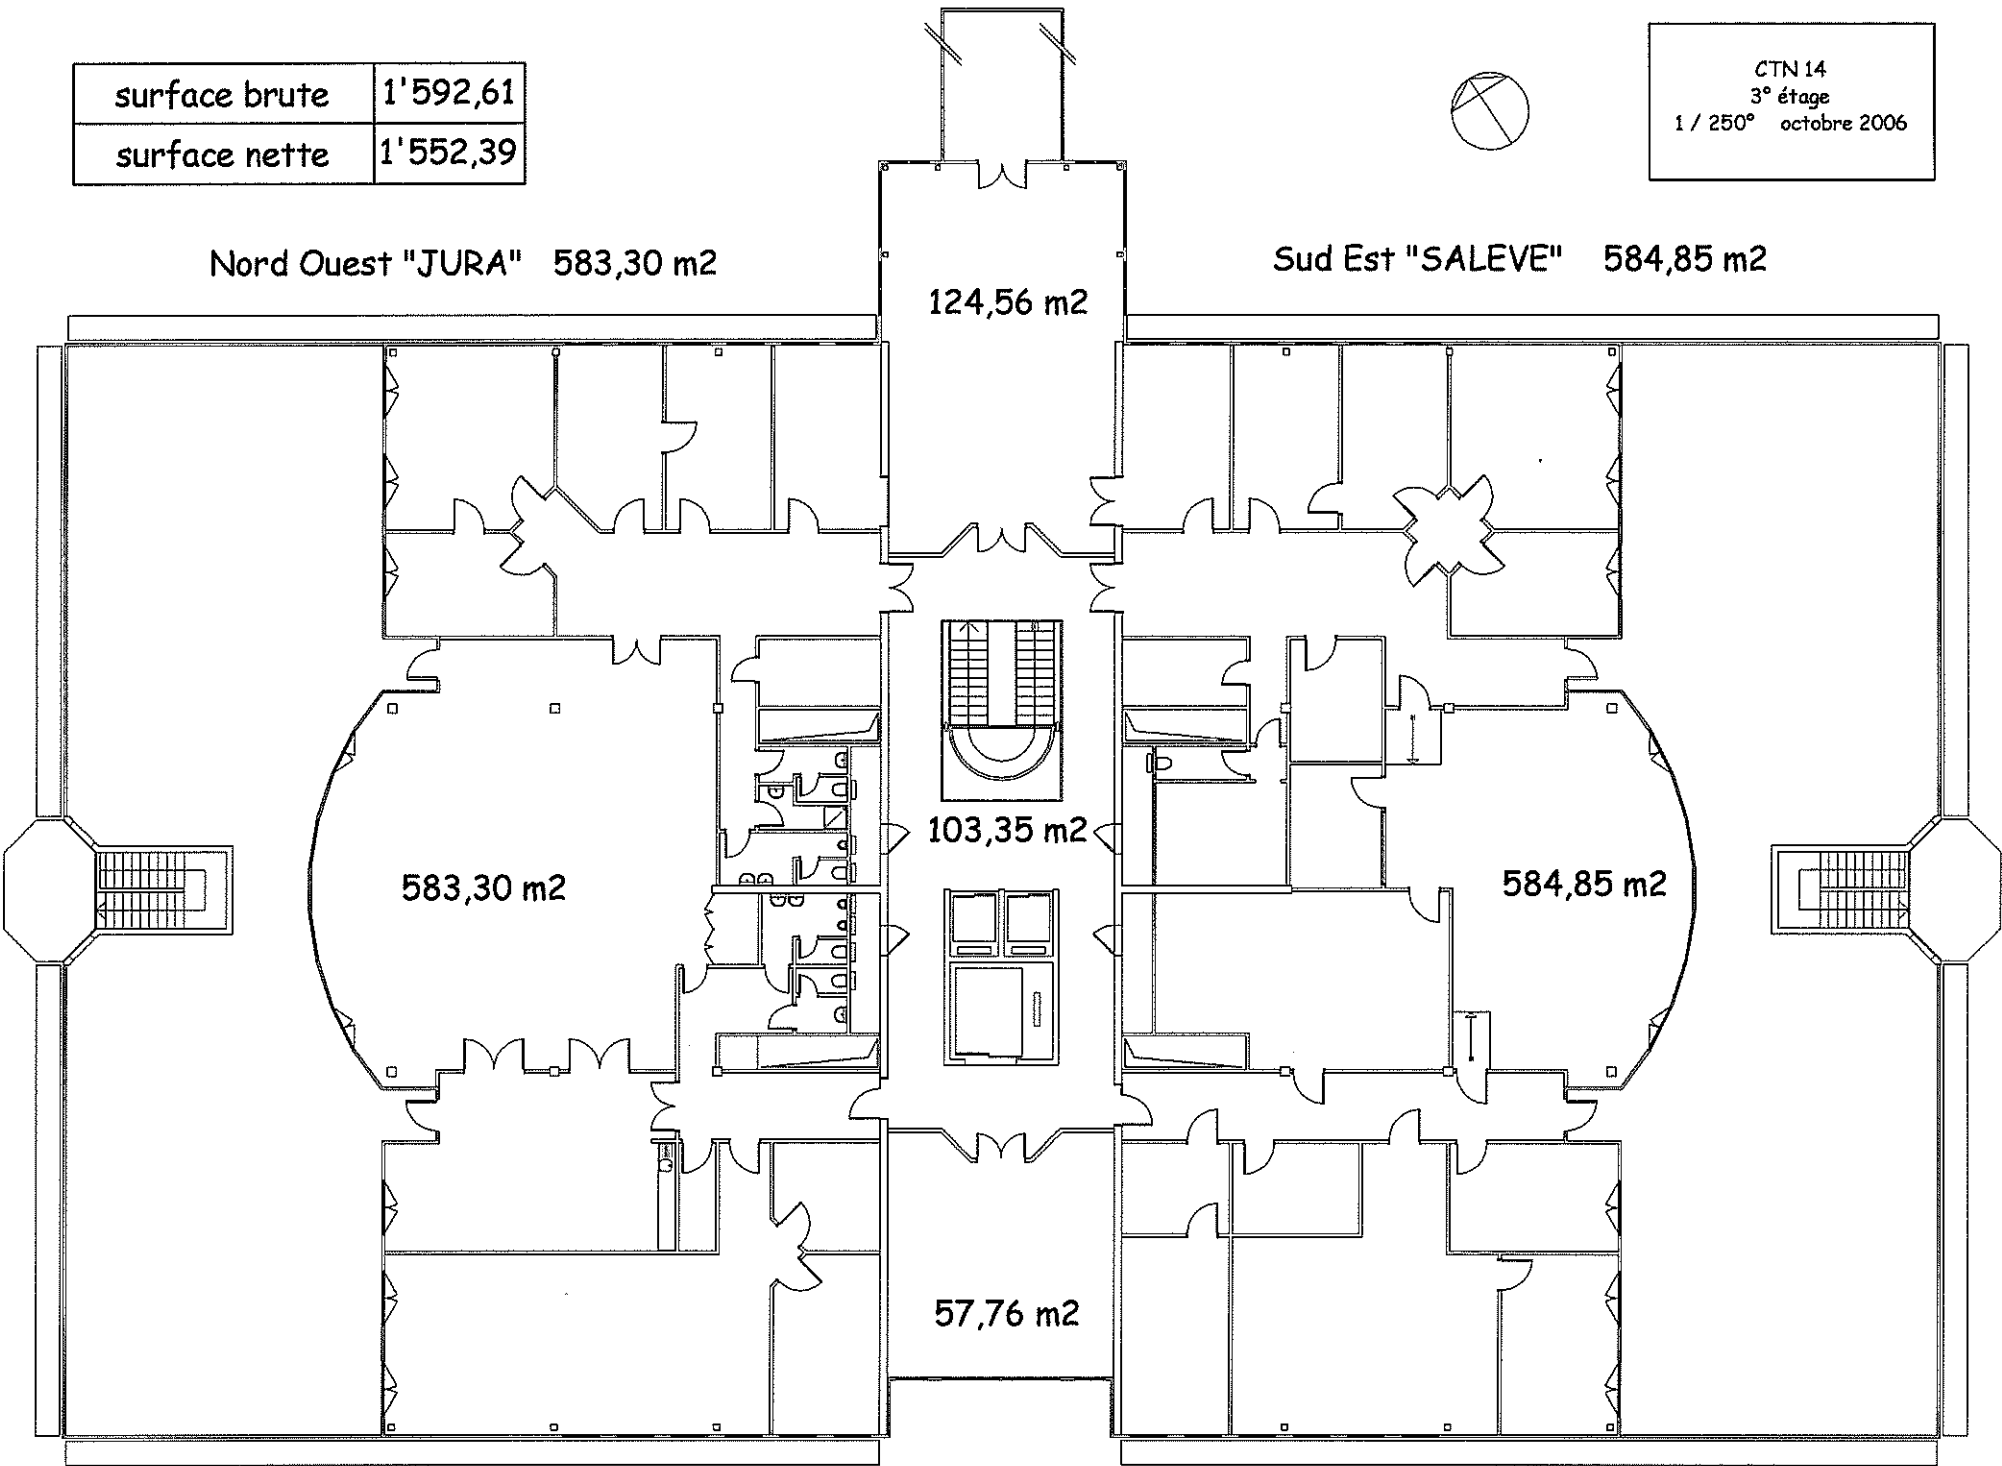 surface brute 1'592,61
surface nette 1'552,39
CTN 14
3° étage
1 / 250° octobre 2006
Nord Ouest "JURA" 583,30 m2
Sud Est "SALEVE" 584,85 m2
124,56 m2
103,35 m2
583,30 m2
584,85 m2
57,76 m2